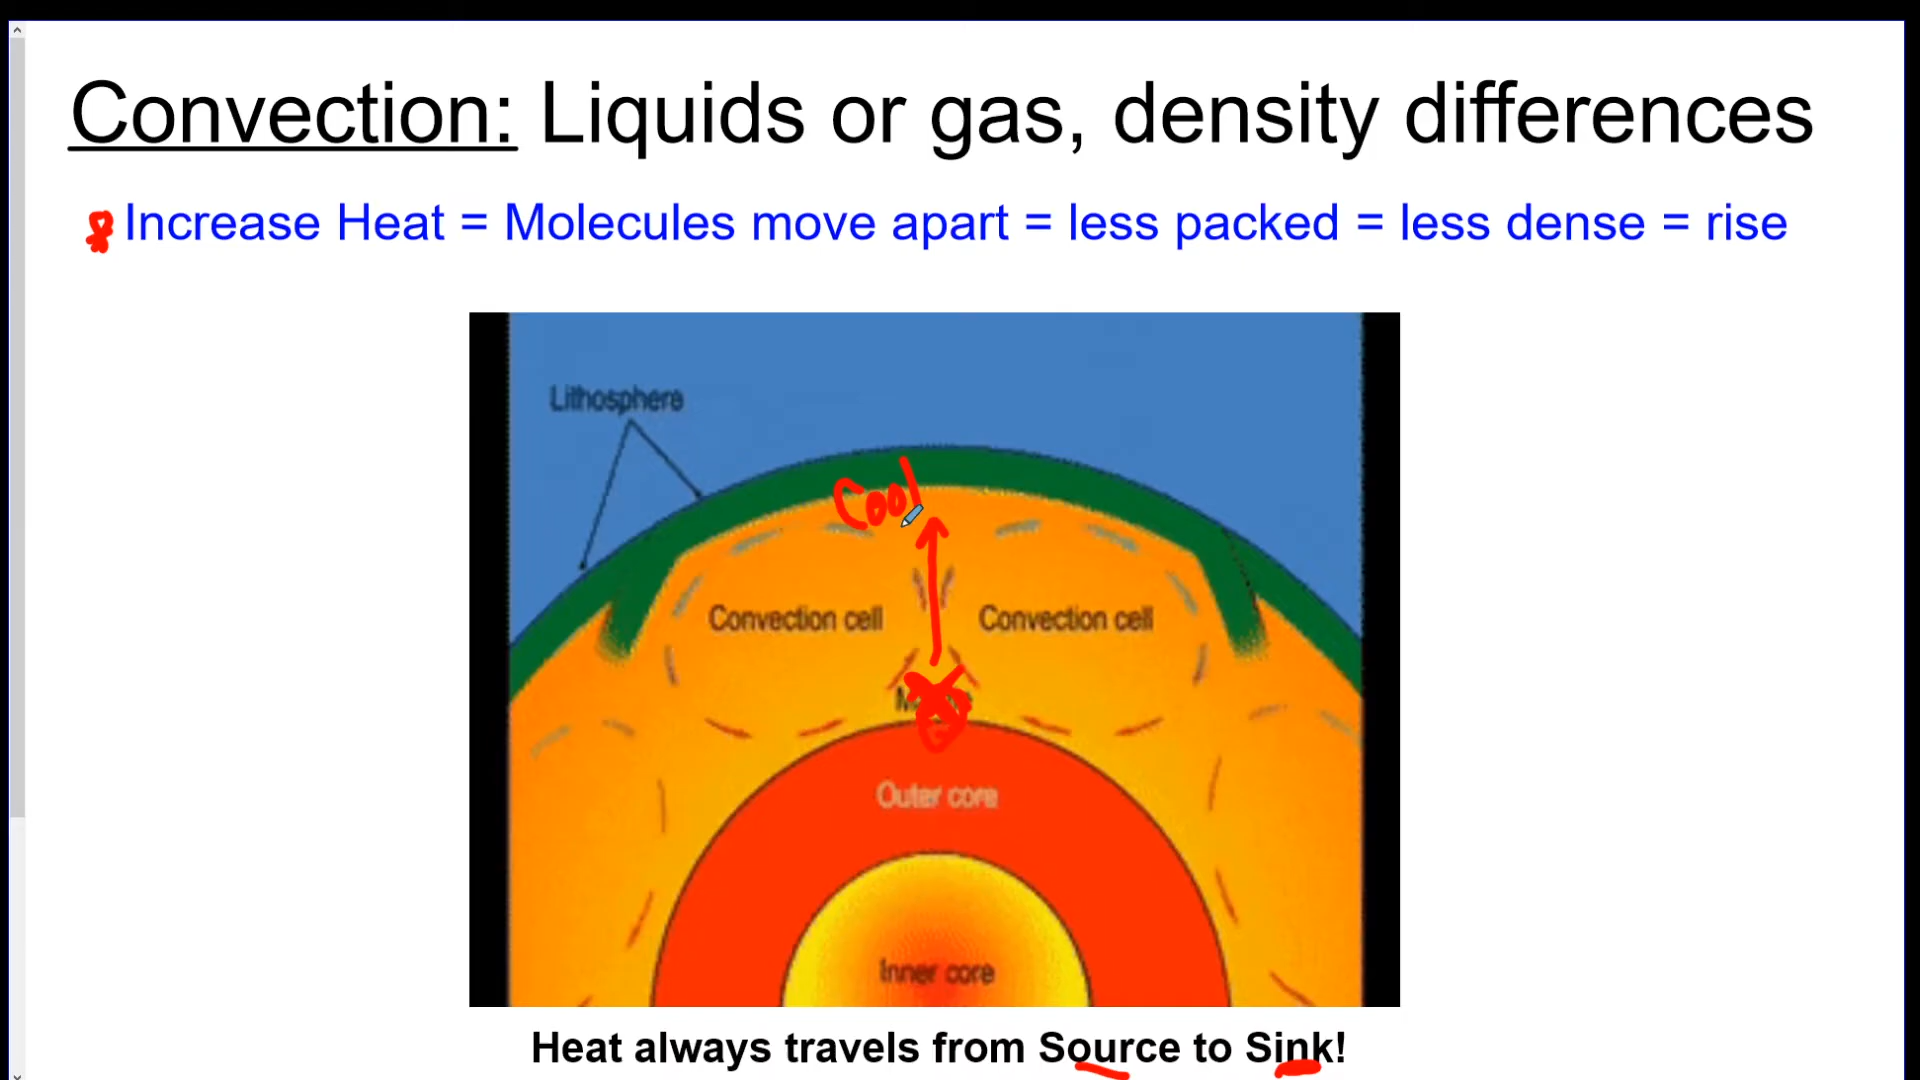 Convection: Liquids or gas, density differences
Increase Heat = Molecules move apart = less packed = less dense = rise
Lithosphere
Cool
Convection cell Convection cell
Outer core
Inner core
Heat always travels from Source to Sink!